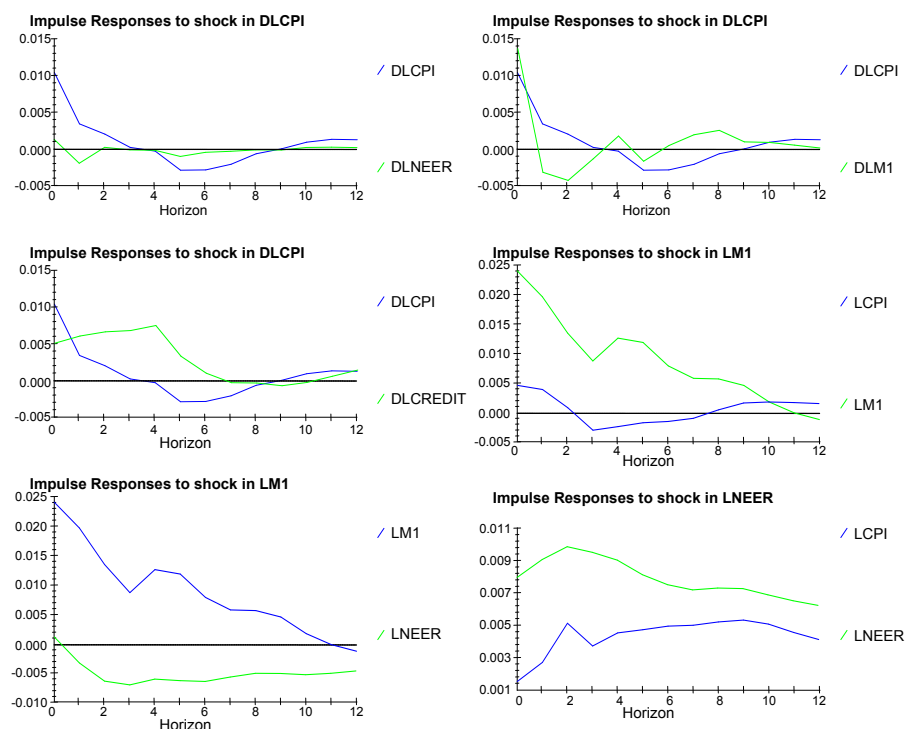 Impulse Responses to shock in DLCPI
0.015
0.010
0.005
0.000
-0.005
0 2 4 6 8 10 12
Horizon
DLCPI
DLNEER
Impulse Responses to shock in DLCPI
0.015
0.010
0.005
0.000
-0.005
0 2 4 6 8 10 12
Horizon
DLCPI
DLM1
Impulse Responses to shock in DLCPI
0.015
0.010
0.005
0.000
-0.005
0 2 4 6 8 10 12
Horizon
DLCPI
DLCREDIT
Impulse Responses to shock in LM1
0.025
0.020
0.015
0.010
0.005
0.000
-0.005
0 2 4 6 8 10 12
Horizon
LCPI
LM1
Impulse Responses to shock in LM1
0.025
0.020
0.015
0.010
0.005
0.000
-0.005
-0.010
0 2 4 6 8 10 12
Horizon
LM1
LNEER
Impulse Responses to shock in LNEER
0.011
0.009
0.007
0.005
0.003
0.001
0 2 4 6 8 10 12
Horizon
LCPI
LNEER